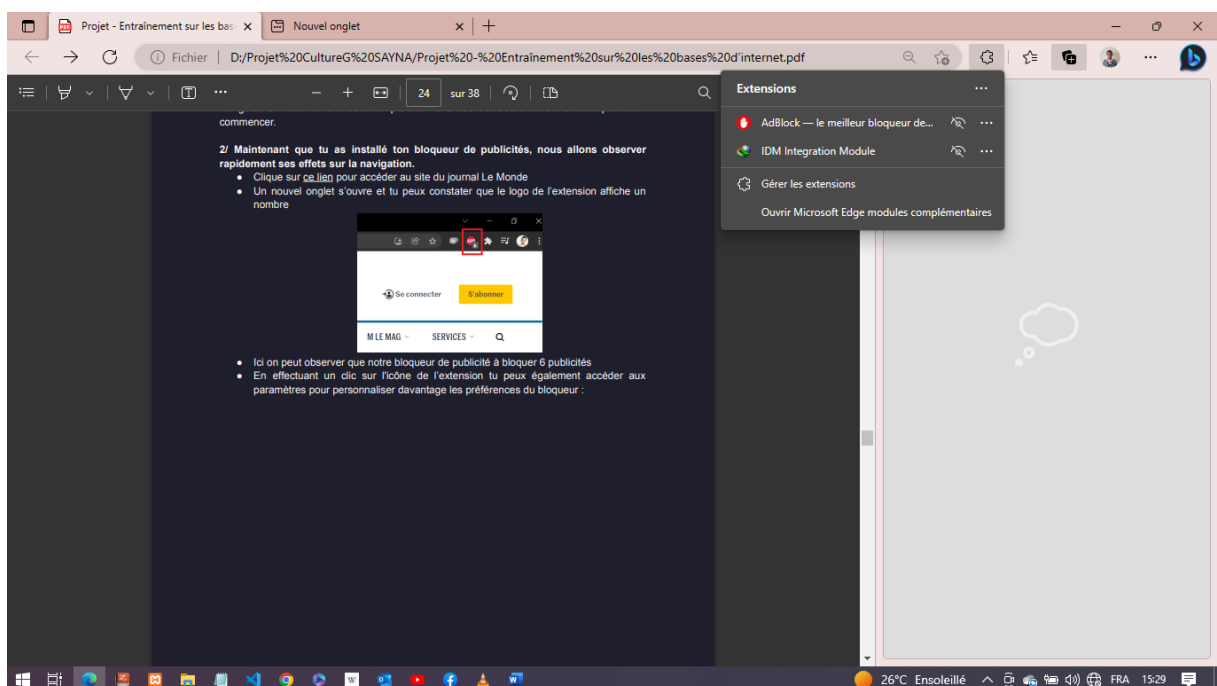 Projet - Entraînement sur les bas
Nouvel onglet
Fichier
D:/Projet%20CultureG%20SAYNA/Projet%20-%20Entraînement%20sur%20les%20bases%20d'internet.pdf
24
sur 38
Extensions
AdBlock — le meilleur bloqueur de...
IDM Integration Module
Gérer les extensions
Ouvrir Microsoft Edge modules complémentaires
commencer.
2/ Maintenant que tu as installé ton bloqueur de publicités, nous allons observer
rapidement ses effets sur la navigation.
Clique sur ce lien pour accéder au site du journal Le Monde
Un nouvel onglet s'ouvre et tu peux constater que le logo de l'extension affiche un
nombre
Se connecter
S'abonner
M LE MAG
SERVICES
Ici on peut observer que notre bloqueur de publicité à bloquer 6 publicités
En effectuant un clic sur l'icône de l'extension tu peux également accéder aux
paramètres pour personnaliser davantage les préférences du bloqueur :
26°C Ensoleillé
FRA
15:29